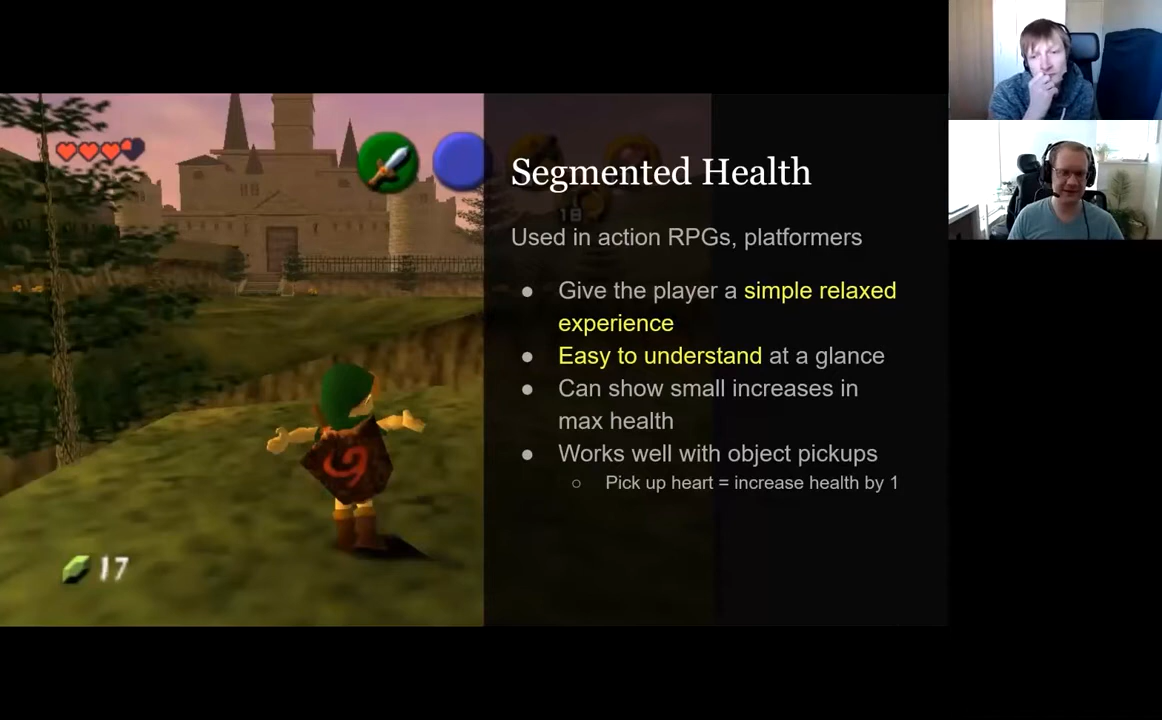 Segmented Health
18
Used in action RPGs, platformers
● Give the player a simple relaxed
experience
● Easy to understand at a glance
● Can show small increases in
max health
● Works well with object pickups
○ Pick up heart = increase health by 1
17